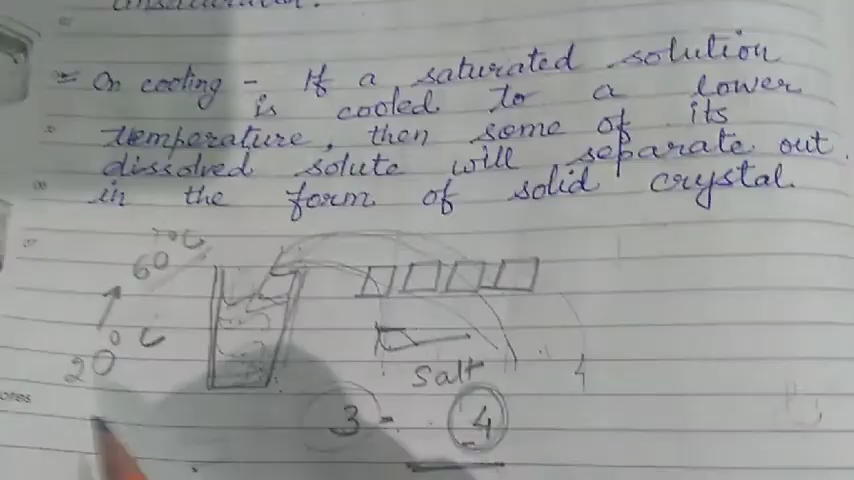 = On cooling - If a saturated solution
is cooled to a lower
temperature, then some of its
dissolved solute will separate out
in the form of solid crystal.
60
20°C
Salt
3 - 4